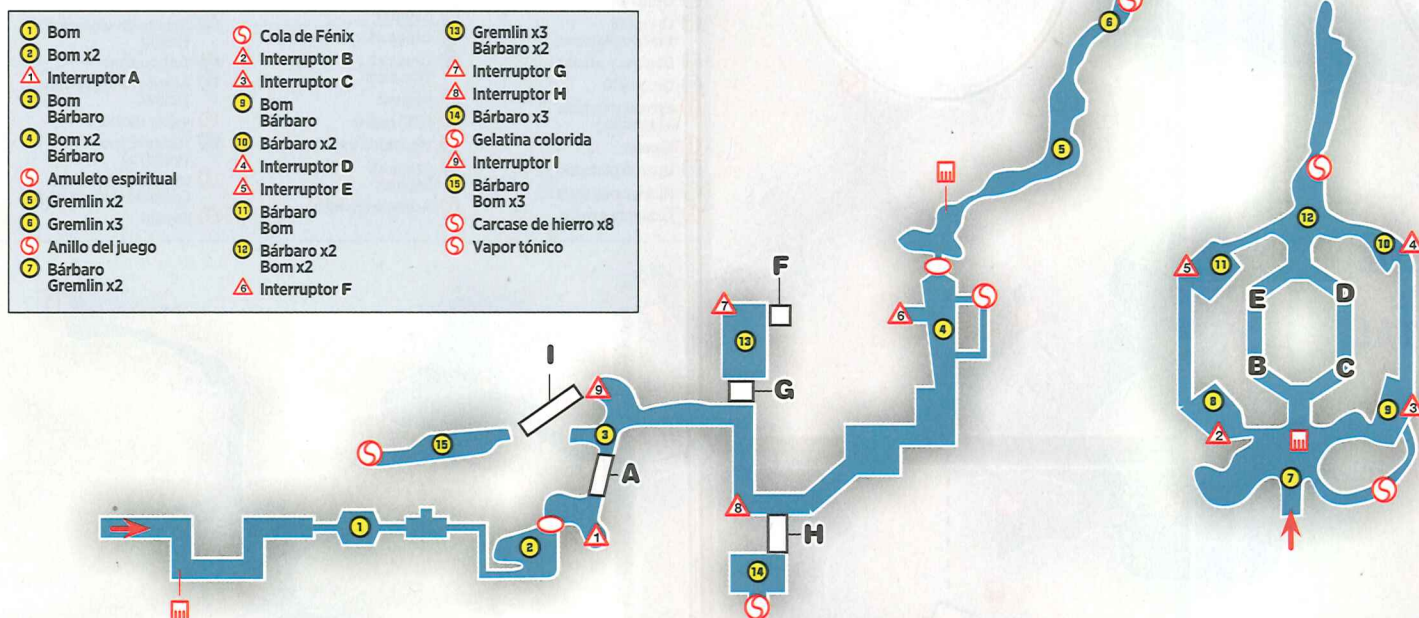 1 Bom
2 Bom x2
1 Interruptor A
3 Bom
Bárbaro
4 Bom x2
Bárbaro
Amuleto espiritual
5 Gremlin x2
6 Gremlin x3
Anillo del juego
7 Bárbaro
Gremlin x2
Cola de Fénix
2 Interruptor B
3 Interruptor C
9 Bom
Bárbaro
10 Bárbaro x2
4 Interruptor D
5 Interruptor E
11 Bárbaro
Bom
12 Bárbaro x2
Bom x2
6 Interruptor F
13 Gremlin x3
Bárbaro x2
7 Interruptor G
8 Interruptor H
14 Bárbaro x3
Gelatina colorida
9 Interruptor I
15 Bárbaro
Bom x3
Carcase de hierro x8
Vapor tónico
6
5
12
10
4
5
11
E
D
B
C
8
9
2
3
7
F
7
13
G
6
4
I
9
3
15
A
8
H
1
2
1
14